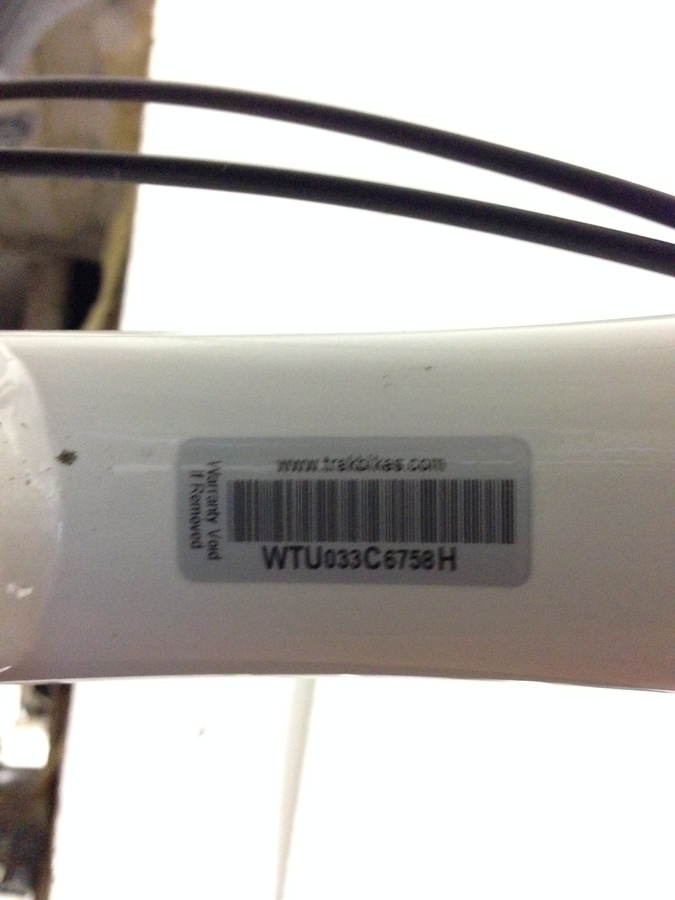 www.trekbikes.com
WTU033C6758H
Warranty Void
If Removed